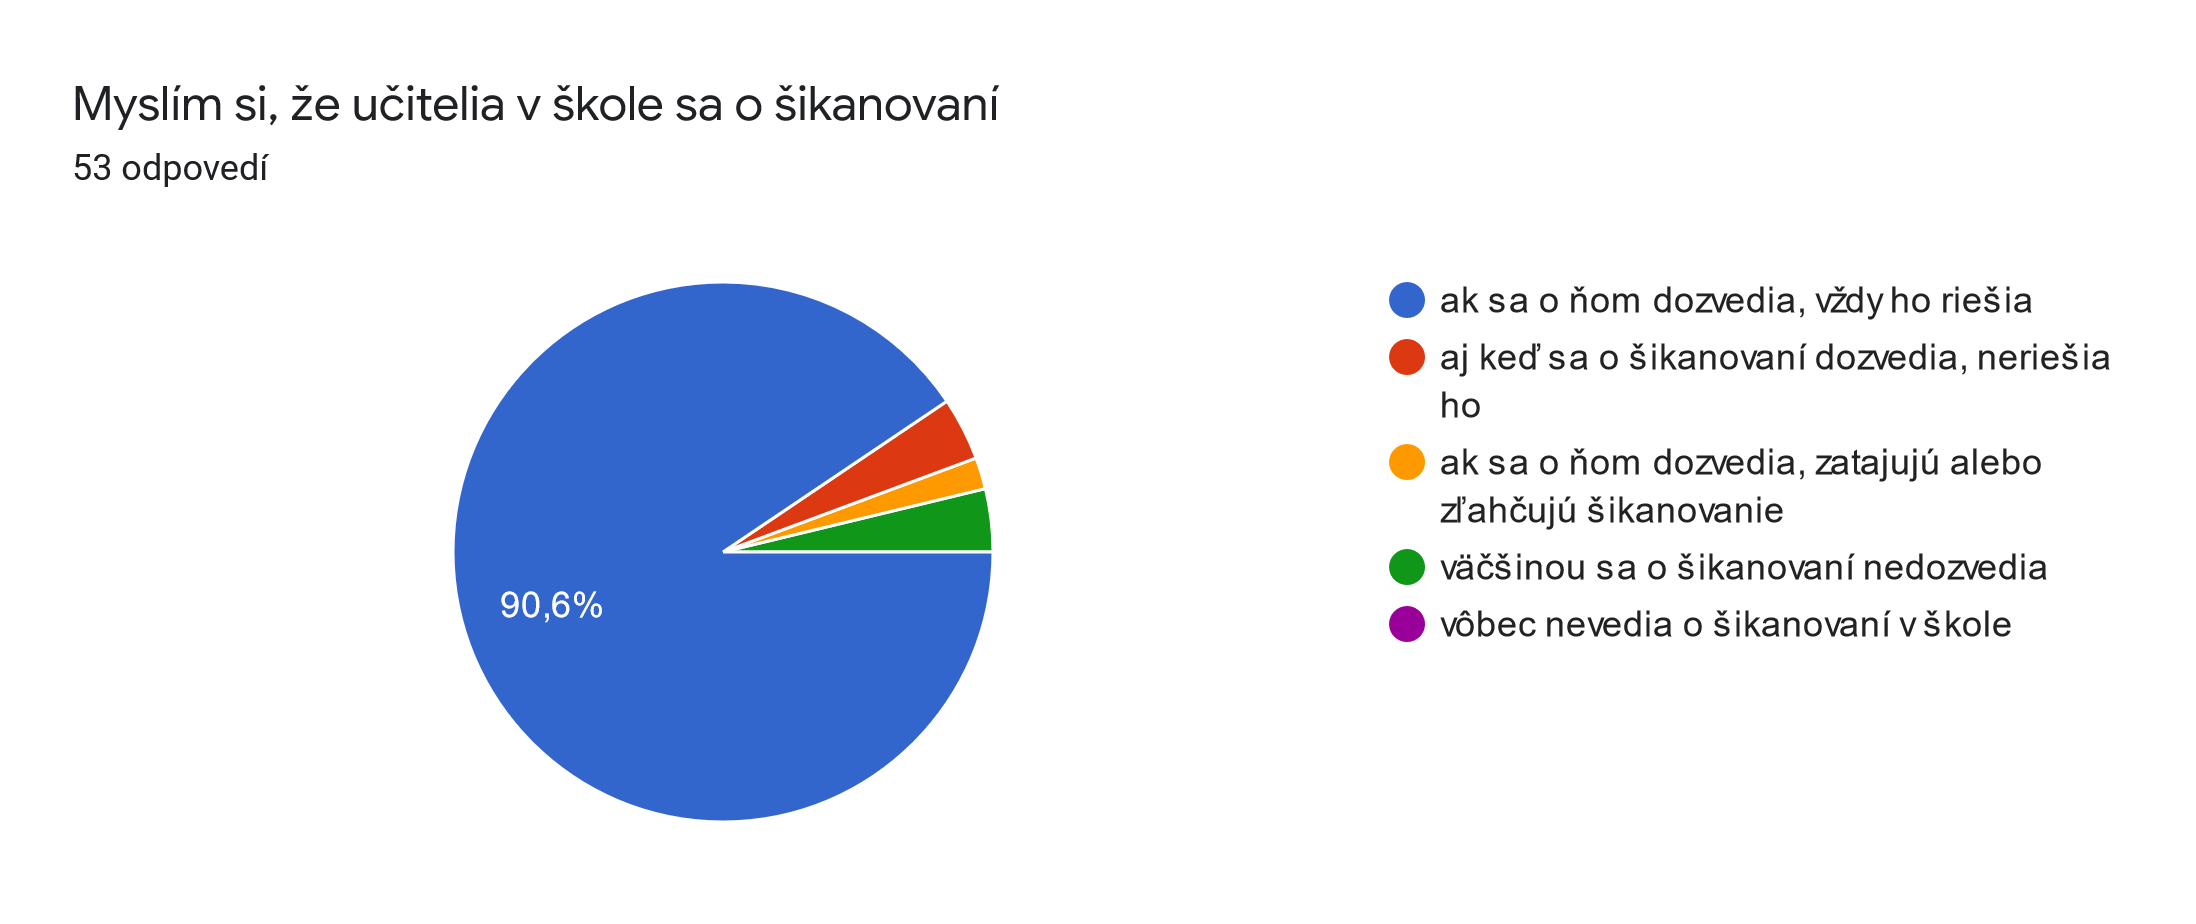 Myslím si, že učitelia v škole sa o šikanovaní
53 odpovedí
90,6%
ak sa o ňom dozvedia, vždy ho riešia
aj keď sa o šikanovaní dozvedia, neriešia
ho
ak sa o ňom dozvedia, zatajujú alebo
zľahčujú šikanovanie
väčšinou sa o šikanovaní nedozvedia
vôbec nevedia o šikanovaní v škole